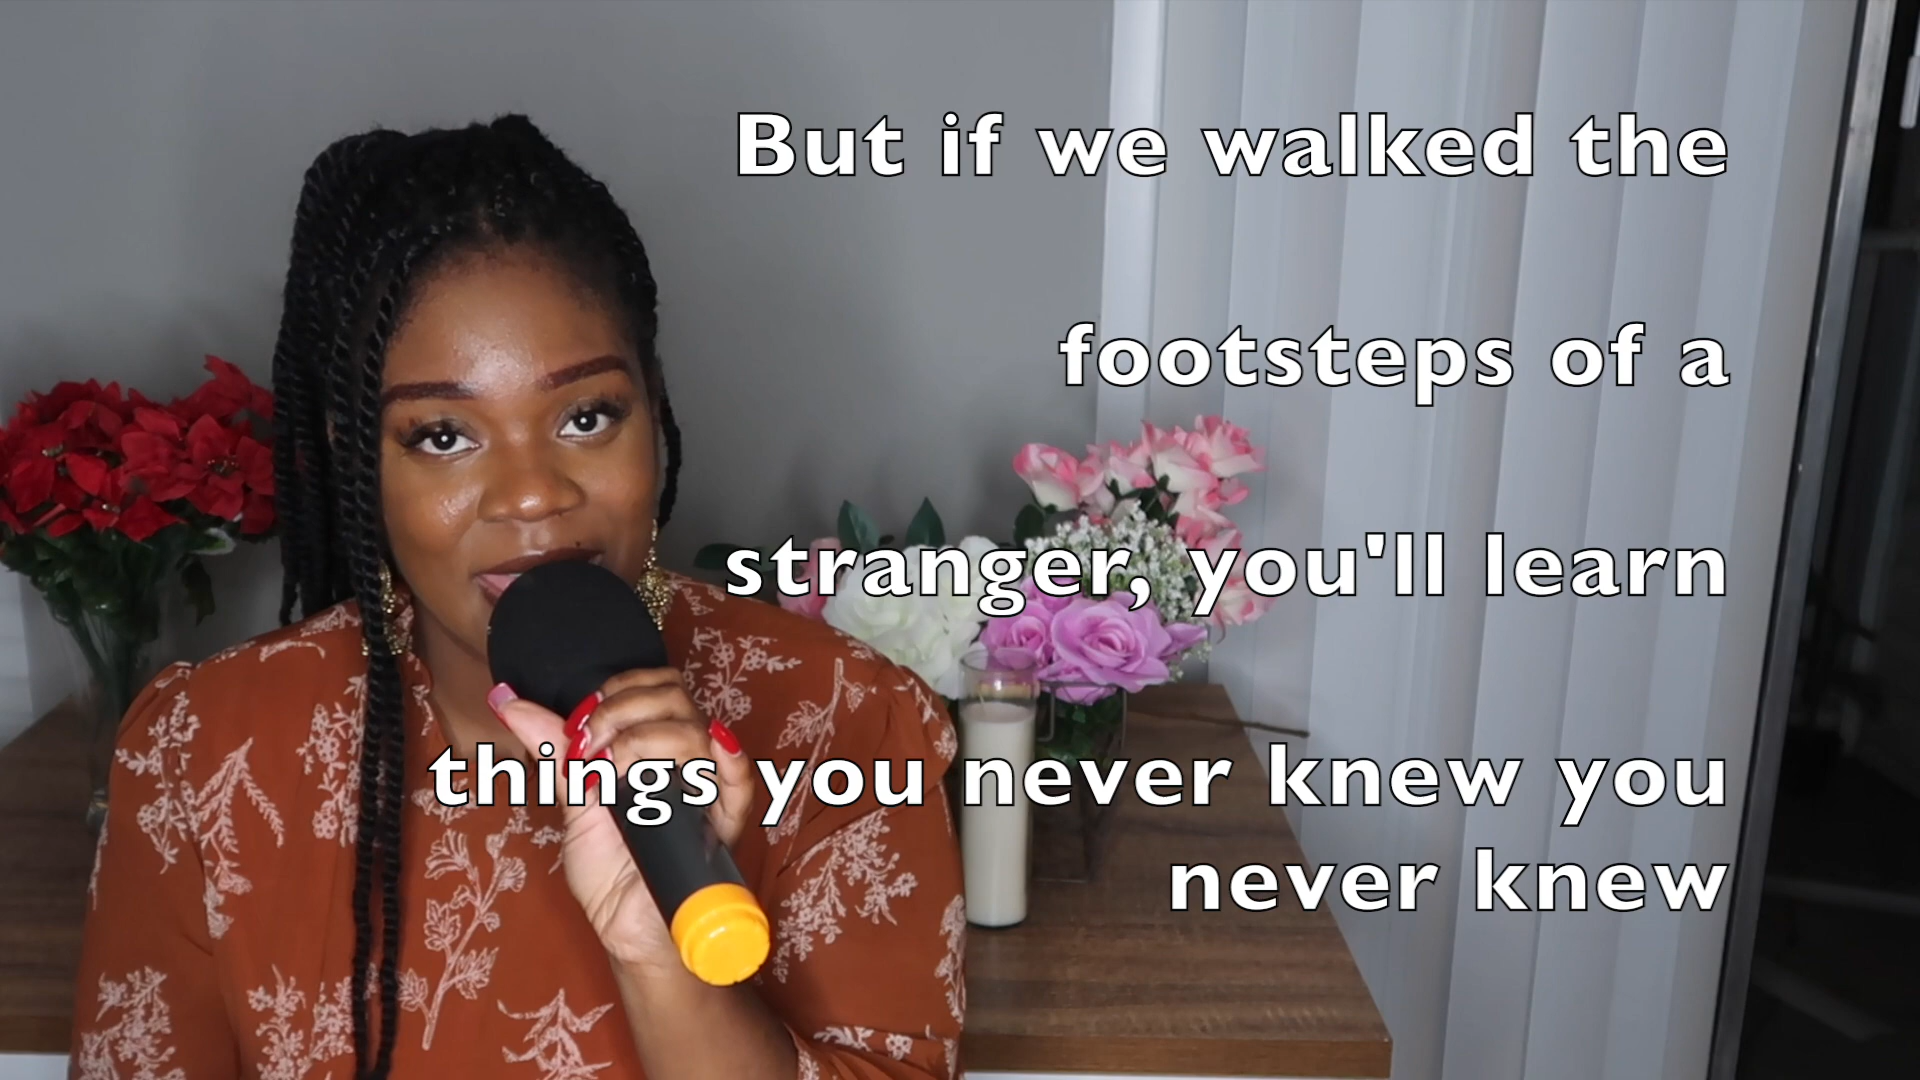 But if we walked the
footsteps of a
stranger, you'll learn
things you never knew you
never knew